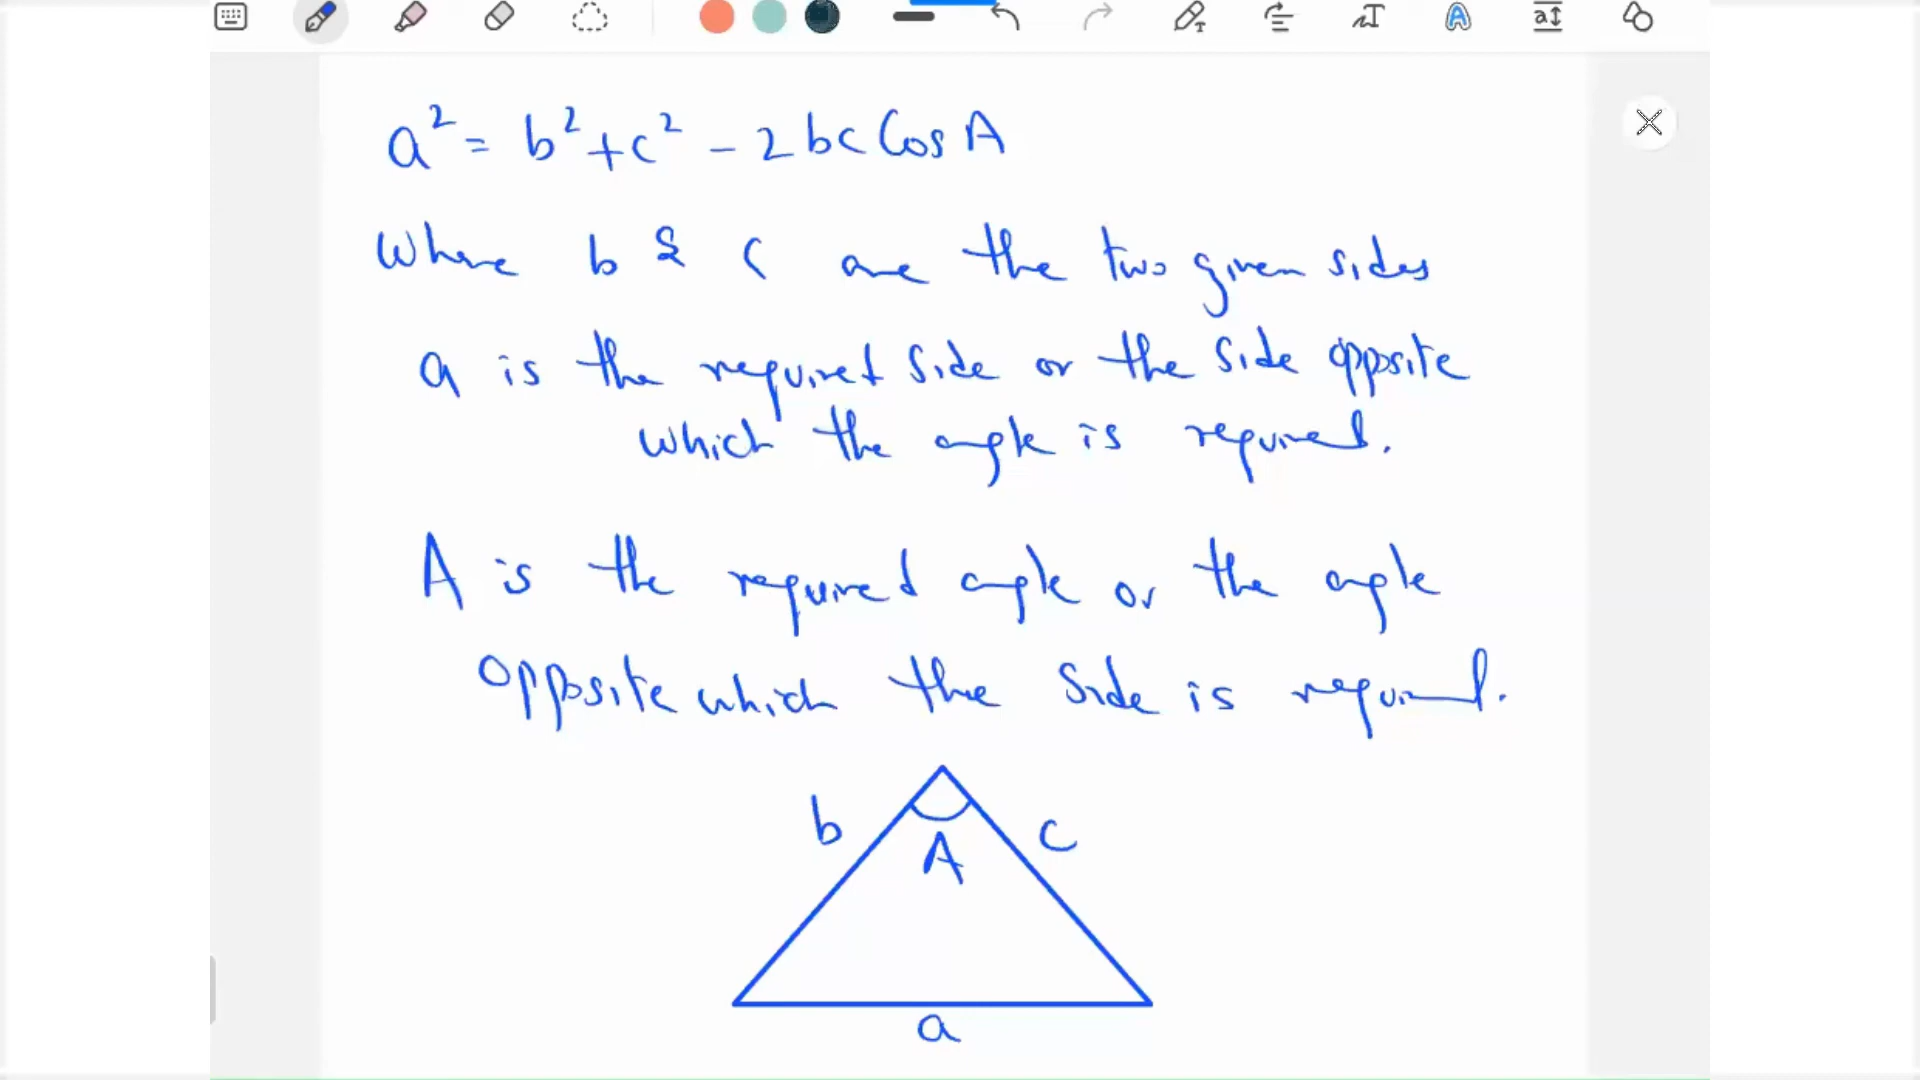 a² = b² + c² - 2bc Cos A
Where b & c are the two given sides
a is the required side or the side opposite
which the angle is required.
A is the required angle or the angle
opposite which the side is required.
b
c
A
a